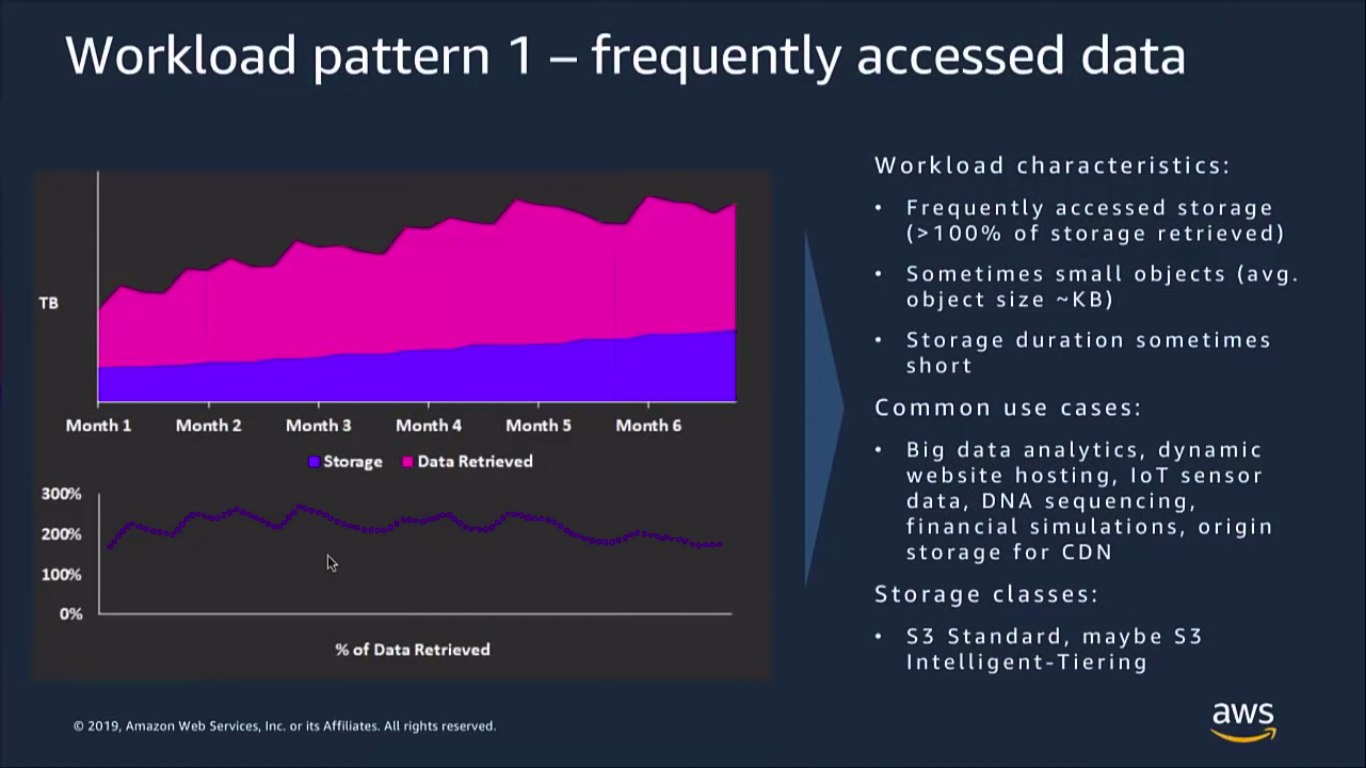 Workload pattern 1 – frequently accessed data
TB
Month 1 Month 2 Month 3 Month 4 Month 5 Month 6
Storage Data Retrieved
300%
200%
100%
0%
% of Data Retrieved
Workload characteristics:
• Frequently accessed storage
(>100% of storage retrieved)
• Sometimes small objects (avg.
object size ~KB)
• Storage duration sometimes
short
Common use cases:
• Big data analytics, dynamic
website hosting, IoT sensor
data, DNA sequencing,
financial simulations, origin
storage for CDN
Storage classes:
• S3 Standard, maybe S3
Intelligent-Tiering
© 2019, Amazon Web Services, Inc. or its Affiliates. All rights reserved.
aws